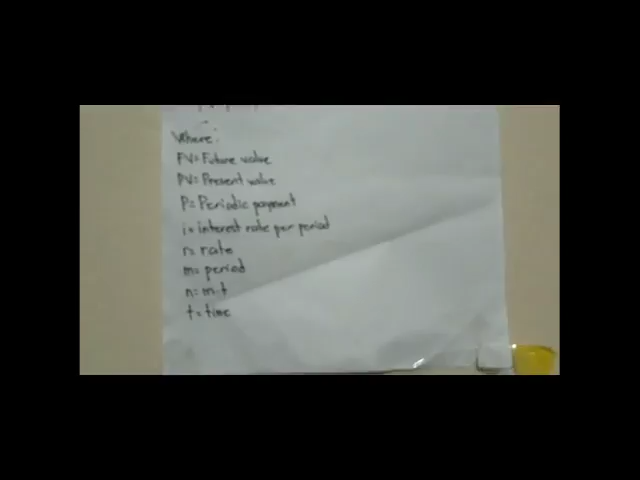 Where:
FV= Future value
PV= Present value
P= Periodic payment
i= interest rate per period
r= rate
m= period
n= m·t
t= time